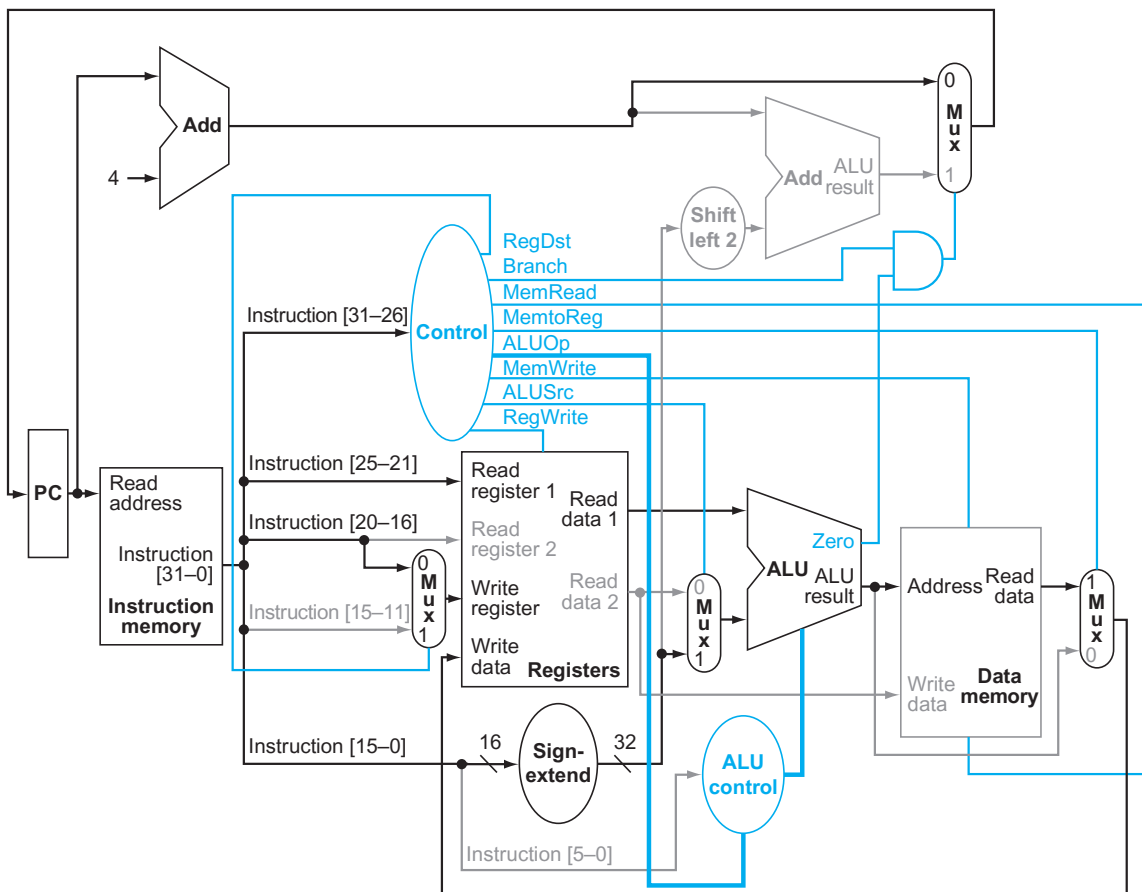 Add
4
0
Mux
1
Add
ALU
result
Shift
left 2
RegDst
Branch
MemRead
MemtoReg
ALUOp
MemWrite
ALUSrc
RegWrite
Control
Instruction [31–26]
Instruction [25–21]
Instruction [20–16]
Instruction [15–11]
Instruction [15–0]
Instruction [5–0]
PC
Read
address
Instruction
[31–0]
Instruction
memory
0
Mux
1
Read
register 1
Read
register 2
Write
register
Write
data
Read
data 1
Read
data 2
Registers
0
Mux
1
Zero
ALU
ALU
result
Address
Read
data
Write
data
Data
memory
1
Mux
0
16
Sign-
extend
32
ALU
control